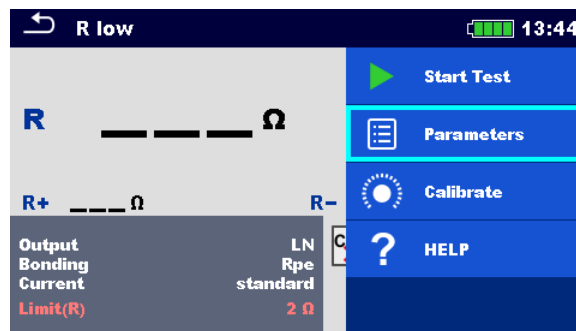 R low 13:44
Start Test
R ___ Ω
Parameters
Calibrate
R+ ___ Ω R-
Output LN
HELP
Bonding Rpe
Current standard
Limit(R) 2 Ω